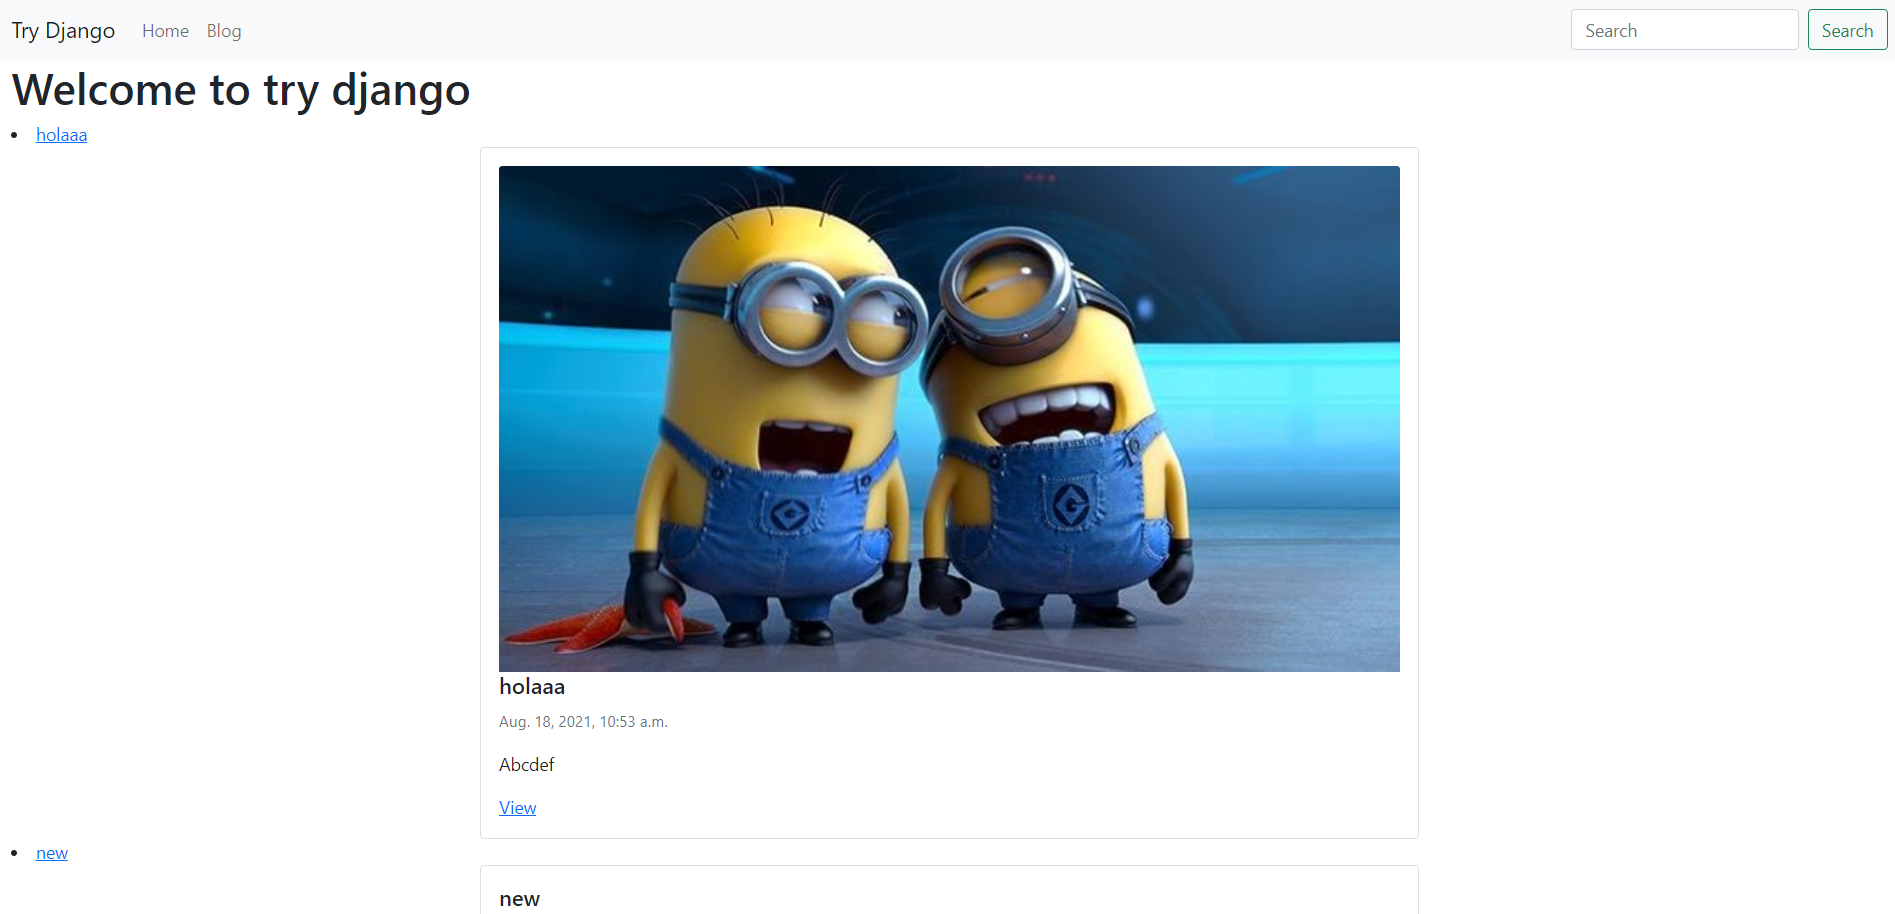 Try Django Home Blog Search Search
Welcome to try django
• holaaa
G G
holaaa
Aug. 18, 2021, 10:53 a.m.
Abcdef
View
• new
new